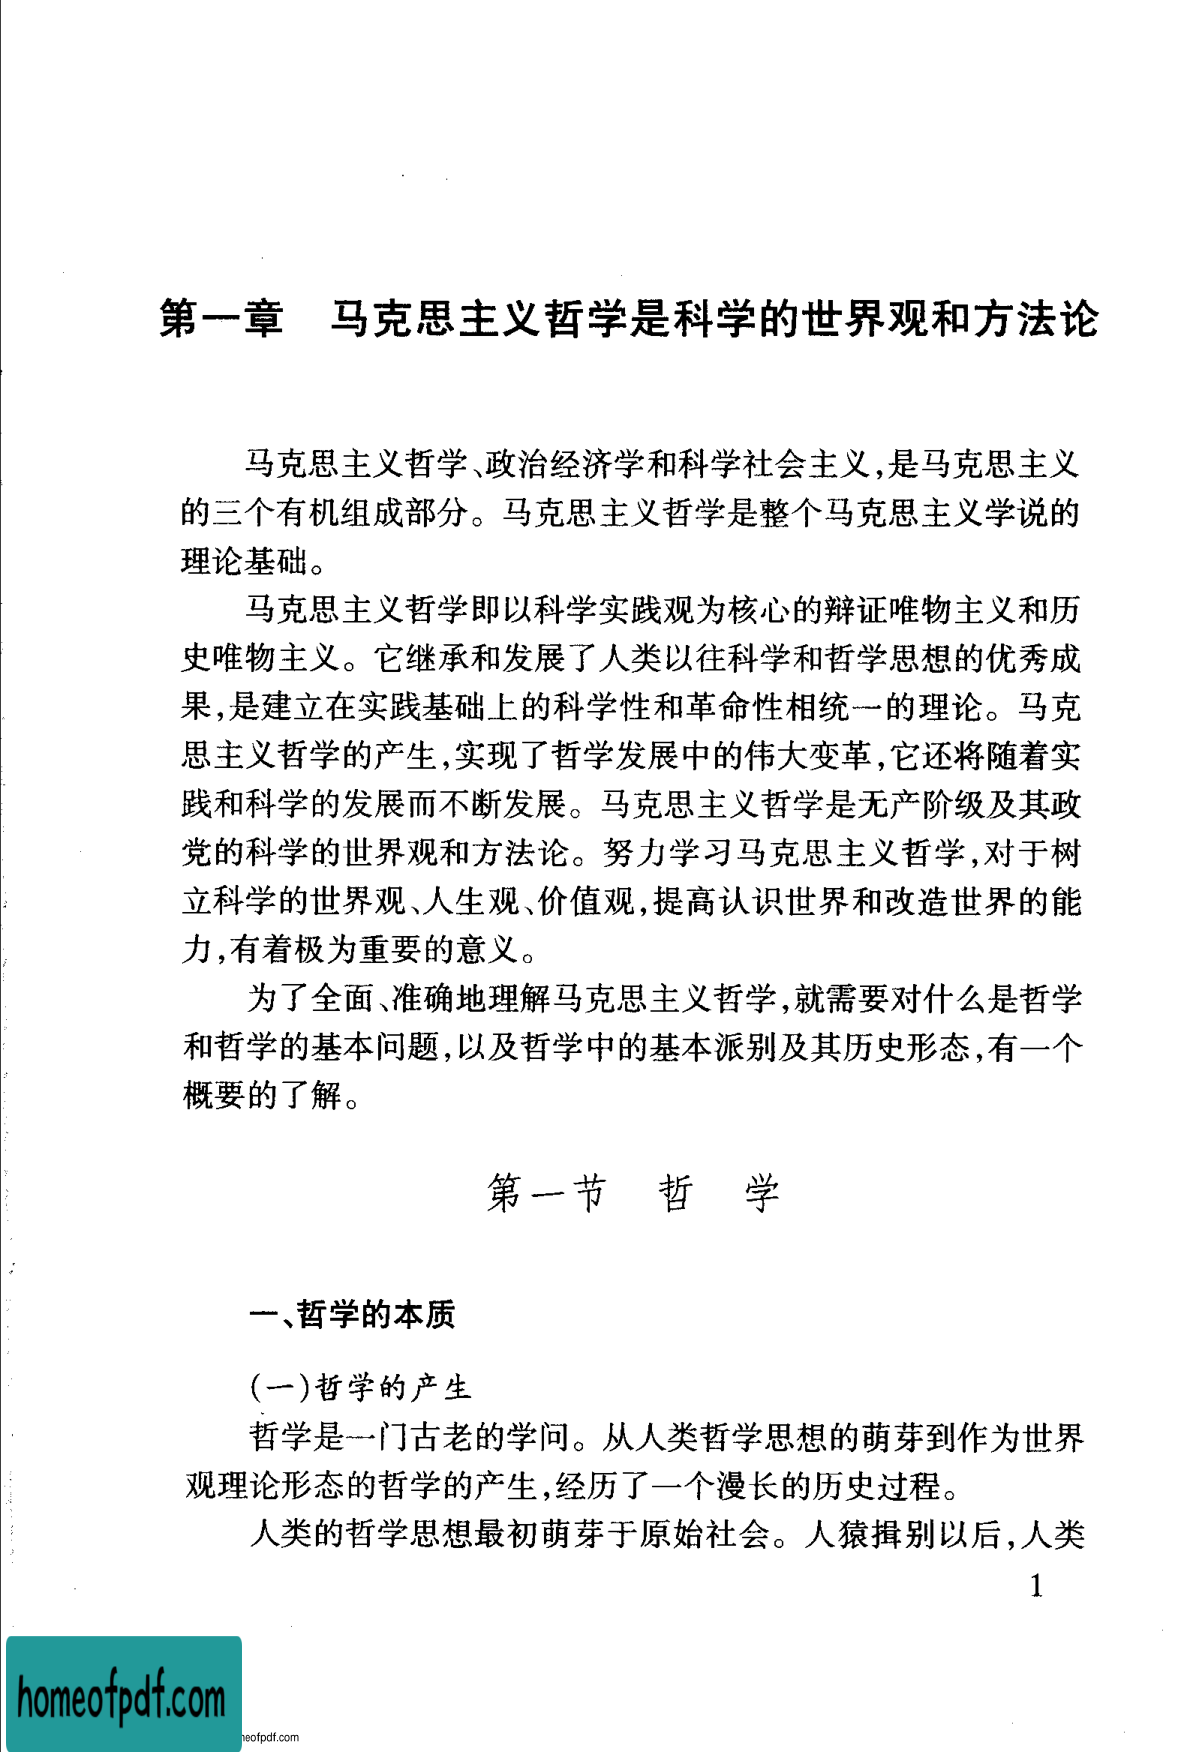 第一章　马克思主义哲学是科学的世界观和方法论
马克思主义哲学、政治经济学和科学社会主义,是马克思主义
的三个有机组成部分。马克思主义哲学是整个马克思主义学说的
理论基础。
马克思主义哲学即以科学实践观为核心的辩证唯物主义和历
史唯物主义。它继承和发展了人类以往科学和哲学思想的优秀成
果,是建立在实践基础上的科学性和革命性相统一的理论。马克
思主义哲学的产生,实现了哲学发展中的伟大变革,它还将随着实
践和科学的发展而不断发展。马克思主义哲学是无产阶级及其政
党的科学的世界观和方法论。努力学习马克思主义哲学,对于树
立科学的世界观、人生观、价值观,提高认识世界和改造世界的能
力,有着极为重要的意义。
为了全面、准确地理解马克思主义哲学,就需要对什么是哲学
和哲学的基本问题,以及哲学中的基本派别及其历史形态,有一个
概要的了解。
第一节　哲　学
一、哲学的本质
(一)哲学的产生
哲学是一门古老的学问。从人类哲学思想的萌芽到作为世界
观理论形态的哲学的产生,经历了一个漫长的历史过程。
人类的哲学思想最初萌芽于原始社会。人猿揖别以后,人类
1
homeofpdf.com
eofpdf.com